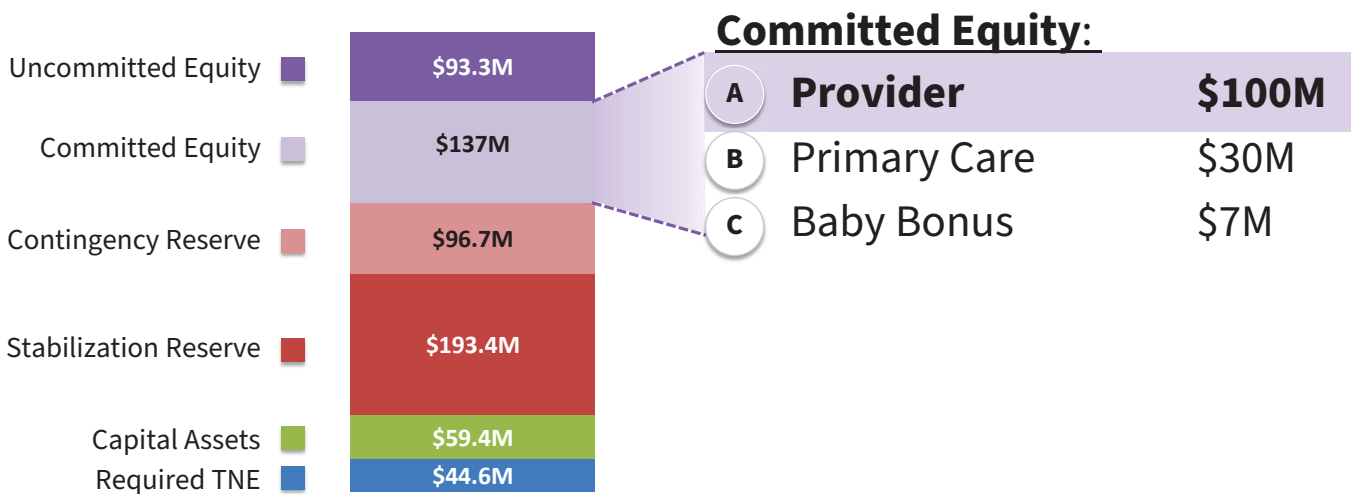 Uncommitted Equity
$93.3M
Committed Equity
$137M
Contingency Reserve
$96.7M
Stabilization Reserve
$193.4M
Capital Assets
$59.4M
Required TNE
$44.6M
Committed Equity:
A Provider $100M
B Primary Care $30M
C Baby Bonus $7M